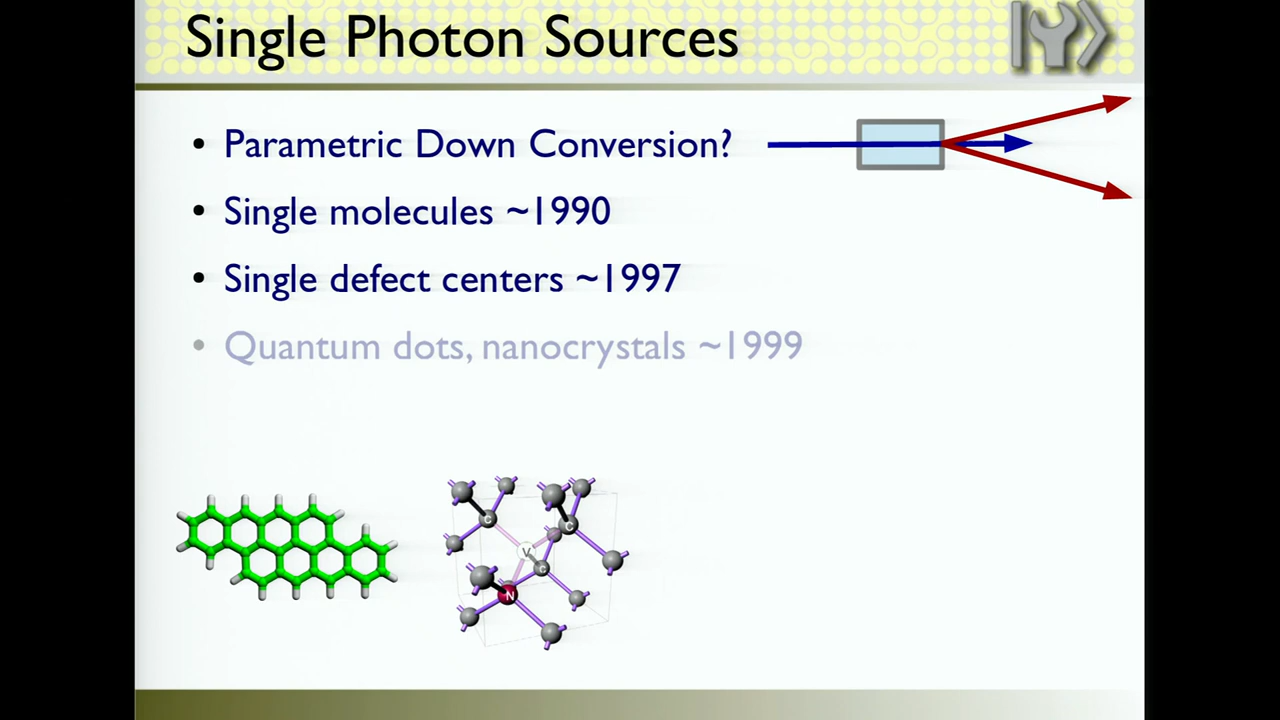 Single Photon Sources
• Parametric Down Conversion?
• Single molecules ~1990
• Single defect centers ~1997
• Quantum dots, nanocrystals ~1999
C
C
V
C
N